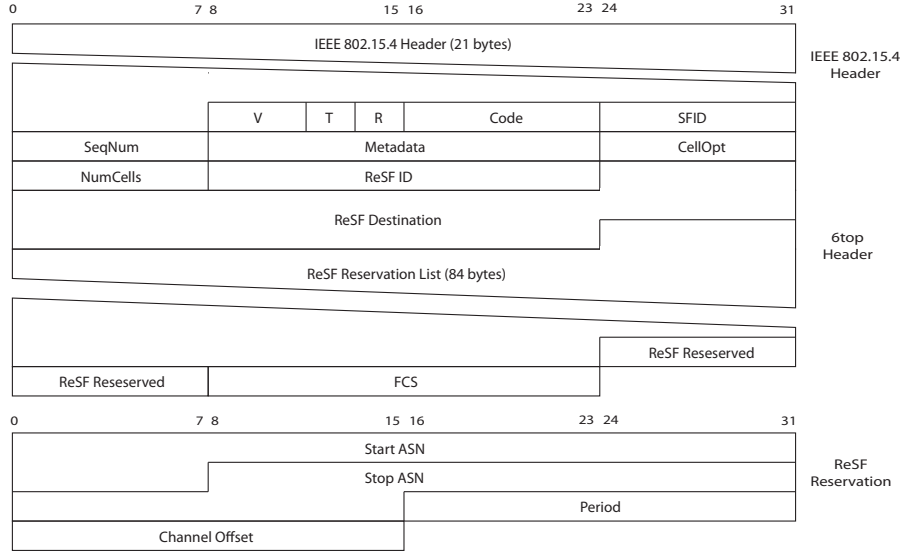 0 7 8 15 16 23 24 31
IEEE 802.15.4 Header (21 bytes)
IEEE 802.15.4
Header
V T R Code SFID
SeqNum Metadata CellOpt
NumCells ReSF ID
ReSF Destination
6top
Header
ReSF Reservation List (84 bytes)
ReSF Reseserved
ReSF Reseserved FCS
0 7 8 15 16 23 24 31
Start ASN
Stop ASN
ReSF
Reservation
Period
Channel Offset